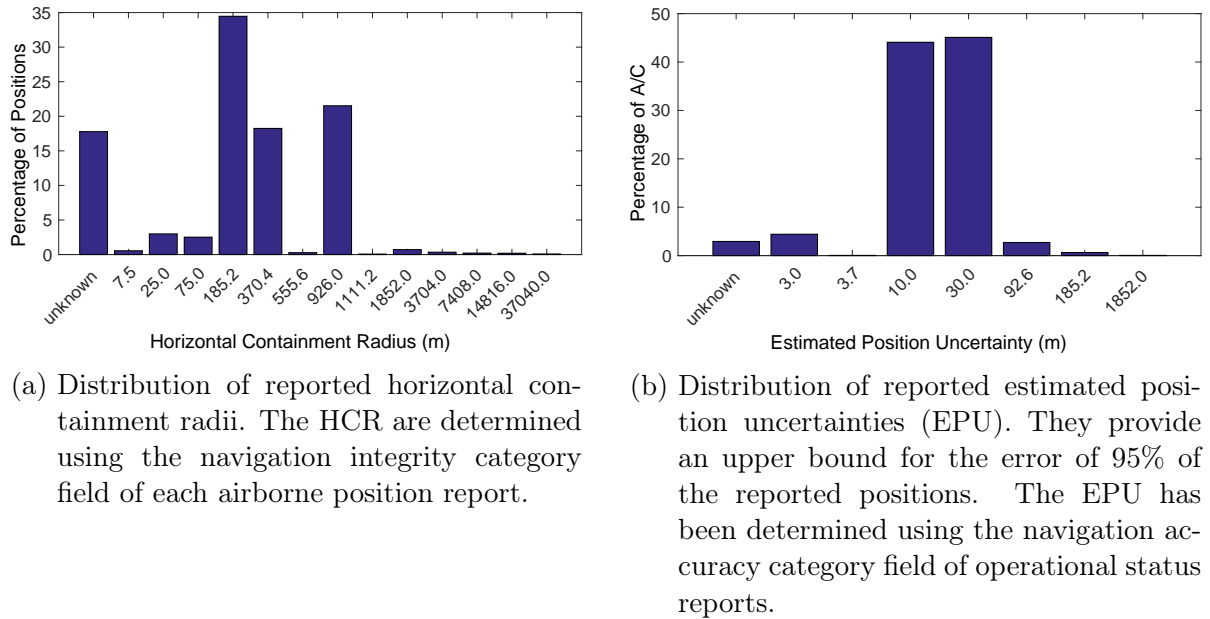 35
30
25
20
15
10
5
0
Percentage of Positions
unknown
7.5
25.0
75.0
185.2
370.4
555.6
926.0
1111.2
1852.0
3704.0
7408.0
14816.0
37040.0
Horizontal Containment Radius (m)
(a) Distribution of reported horizontal con-
tainment radii. The HCR are determined
using the navigation integrity category
field of each airborne position report.
50
40
30
20
10
0
Percentage of A/C
unknown
3.0
3.7
10.0
30.0
92.6
185.2
1852.0
Estimated Position Uncertainty (m)
(b) Distribution of reported estimated posi-
tion uncertainties (EPU). They provide
an upper bound for the error of 95% of
the reported positions. The EPU has
been determined using the navigation ac-
curacy category field of operational status
reports.